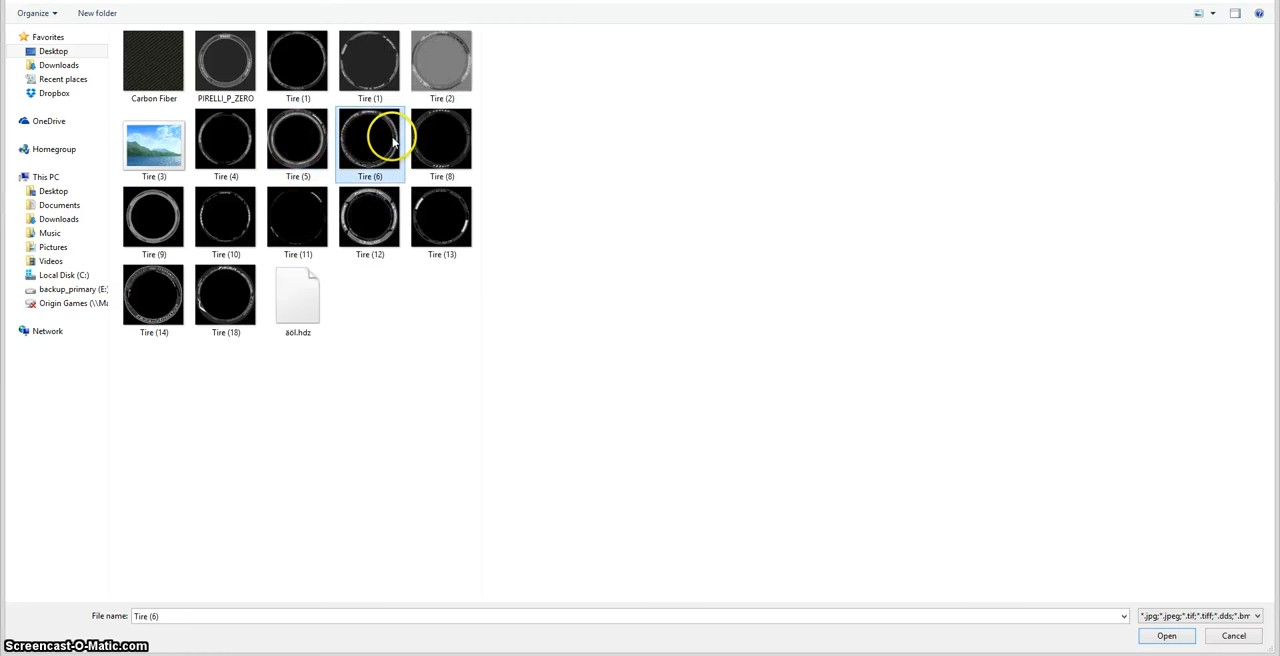 Organize
New folder
Favorites
Desktop
Downloads
Recent places
Dropbox
OneDrive
Homegroup
This PC
Desktop
Documents
Downloads
Music
Pictures
Videos
Local Disk (C:)
backup_primary (E:
Origin Games (\\Ma
Network
Carbon Fiber
PIRELLI_P_ZERO
Tire (1)
Tire (1)
Tire (2)
Tire (3)
Tire (4)
Tire (5)
Tire (6)
Tire (8)
Tire (9)
Tire (10)
Tire (11)
Tire (12)
Tire (13)
Tire (14)
Tire (18)
äöl.hdz
File name:
Tire (6)
*.jpg;*.jpeg;*.tif;*.tiff;*.dds;*.bm
Open
Cancel
Screencast-O-Matic.com